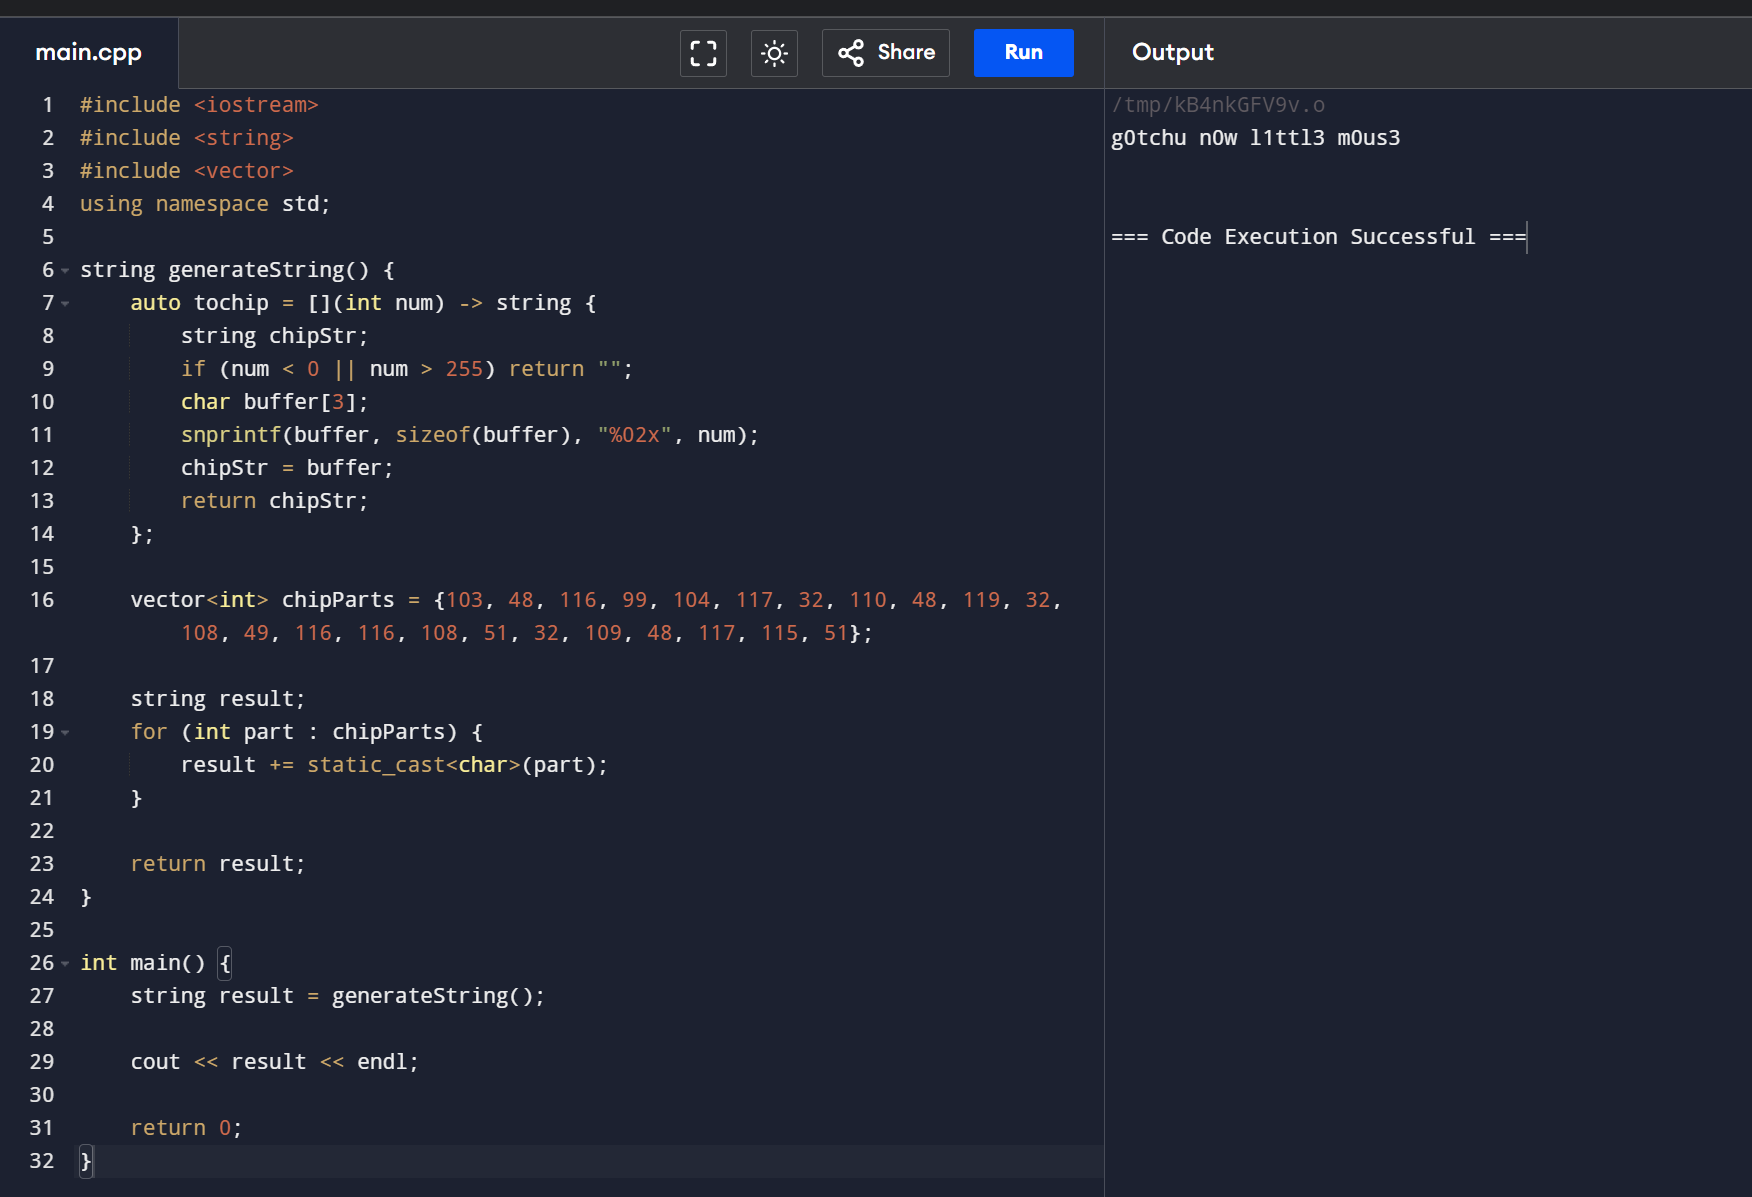 main.cpp
Share
Run
Output
1 #include <iostream>
2 #include <string>
3 #include <vector>
4 using namespace std;
5
6 string generateString() {
7     auto tochip = [](int num) -> string {
8         string chipStr;
9         if (num < 0 || num > 255) return "";
10         char buffer[3];
11         snprintf(buffer, sizeof(buffer), "%02x", num);
12         chipStr = buffer;
13         return chipStr;
14     };
15
16     vector<int> chipParts = {103, 48, 116, 99, 104, 117, 32, 110, 48, 119, 32,
        108, 49, 116, 116, 108, 51, 32, 109, 48, 117, 115, 51};
17
18     string result;
19     for (int part : chipParts) {
20         result += static_cast<char>(part);
21     }
22
23     return result;
24 }
25
26 int main() {
27     string result = generateString();
28
29     cout << result << endl;
30
31     return 0;
32 }
/tmp/kB4nkGFV9v.o
g0tchu n0w l1ttl3 m0us3
=== Code Execution Successful ===